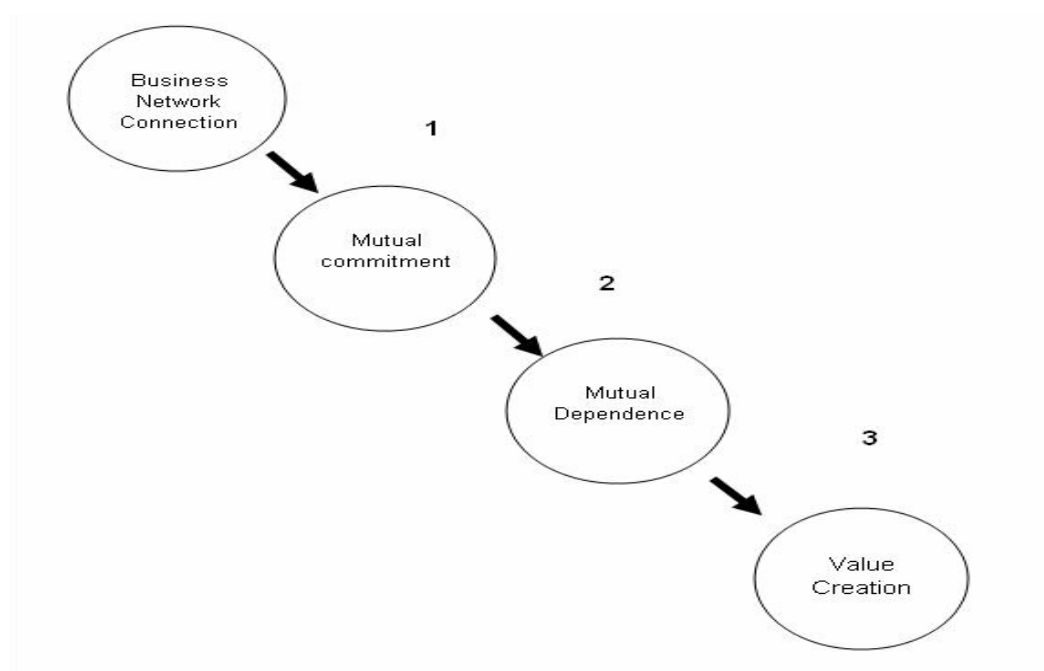 Business
Network
Connection
1
Mutual
commitment
2
Mutual
Dependence
3
Value
Creation